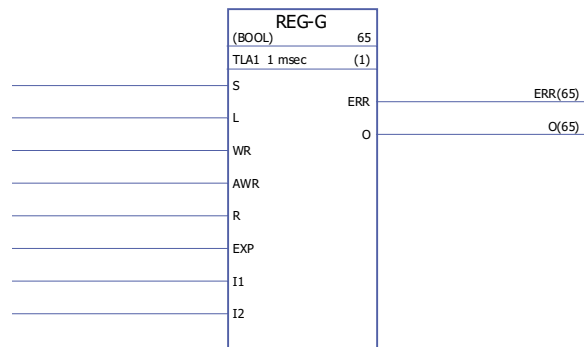 REG-G
(BOOL) 65
TLA1 1 msec (1)
S
ERR ERR(65)
L
O O(65)
WR
AWR
R
EXP
I1
I2